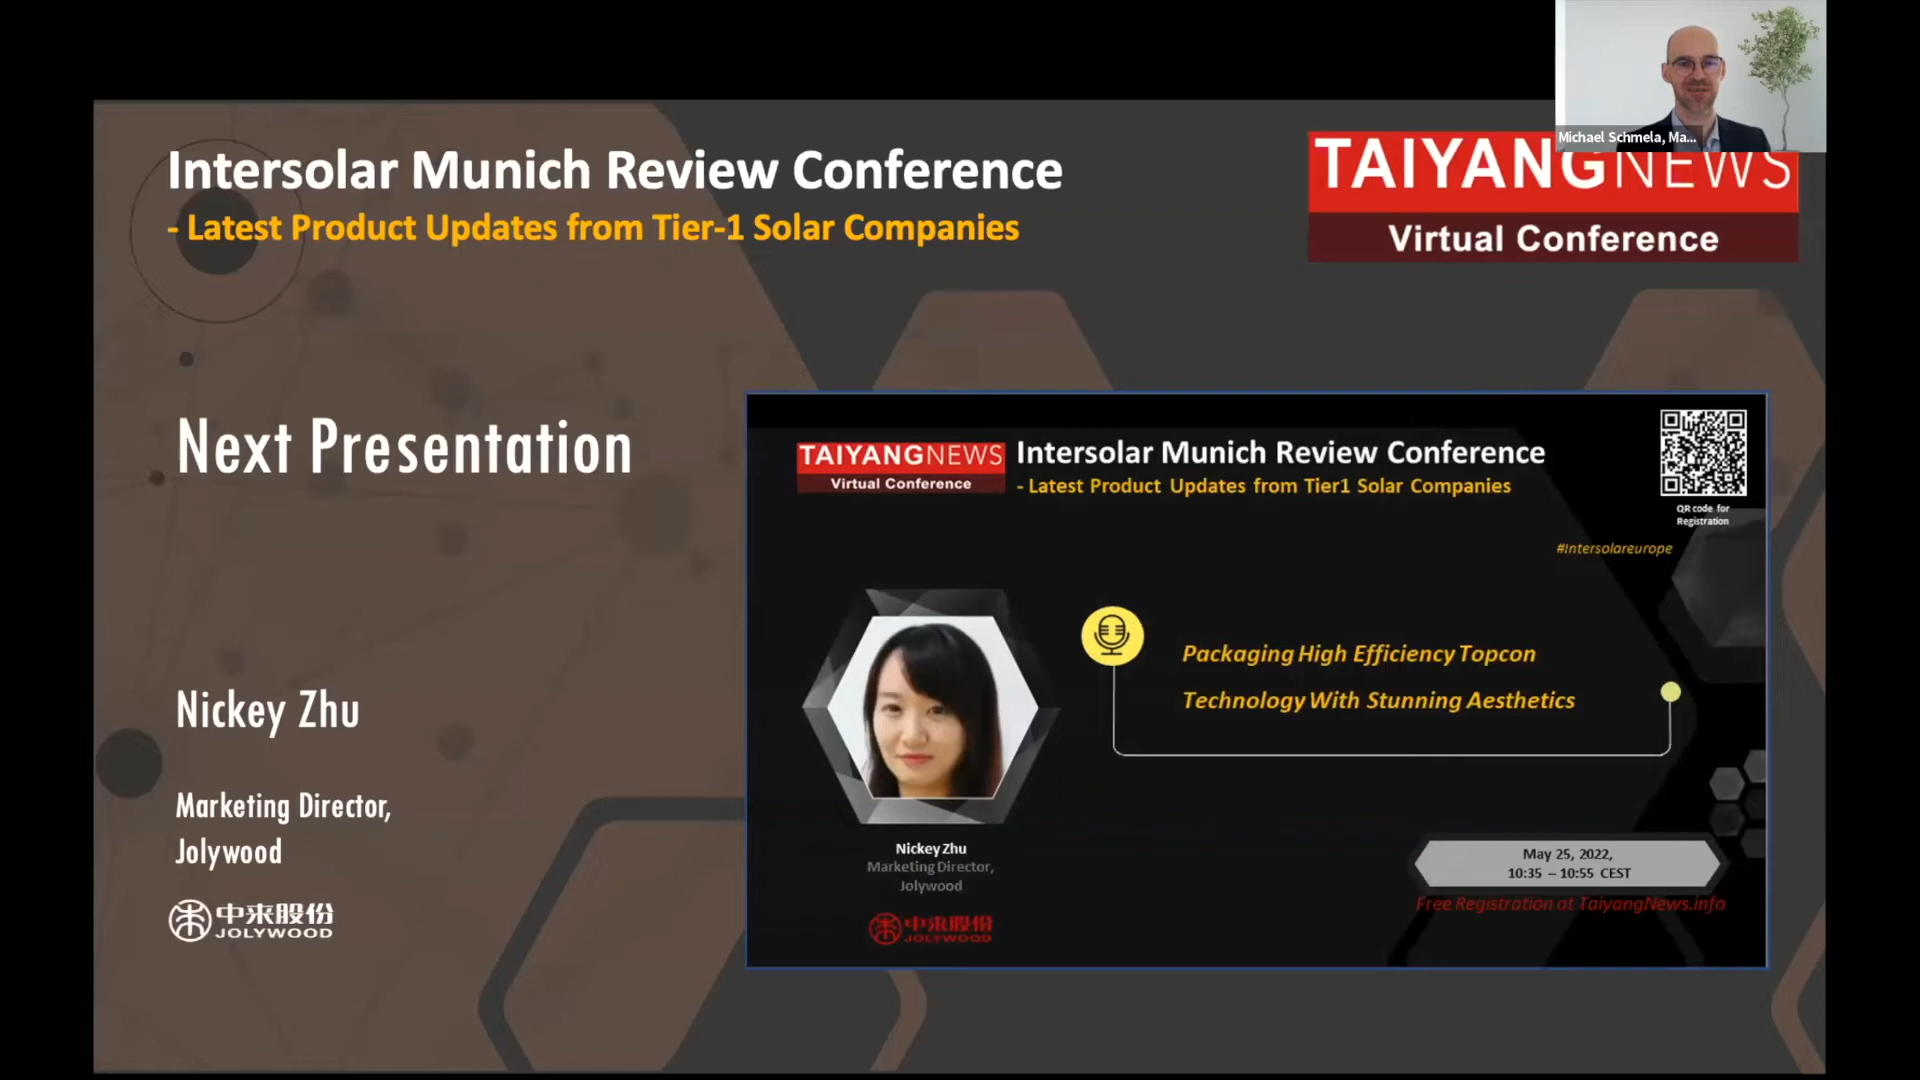 Michael Schmela, Ma...
Intersolar Munich Review Conference
- Latest Product Updates from Tier-1 Solar Companies
TAIYANGNEWS
Virtual Conference
Next Presentation
Nickey Zhu
Marketing Director,
Jolywood
中来股份
JOLYWOOD
TAIYANGNEWS
Virtual Conference
Intersolar Munich Review Conference
- Latest Product Updates from Tier1 Solar Companies
QR code for
Registration
#Intersolareurope
Packaging High Efficiency Topcon
Technology With Stunning Aesthetics
Nickey Zhu
Marketing Director,
Jolywood
中来股份
JOLYWOOD
May 25, 2022,
10:35 – 10:55 CEST
Free Registration at TaiyangNews.info